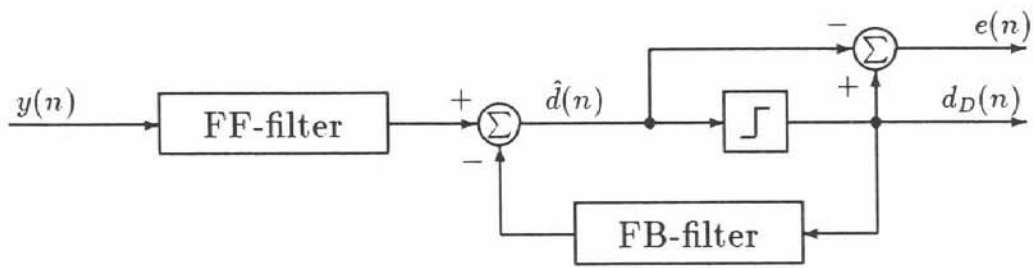 − e(n)
Σ
+
y(n) FF-filter + Σ d̂(n) d_D(n)
−
FB-filter